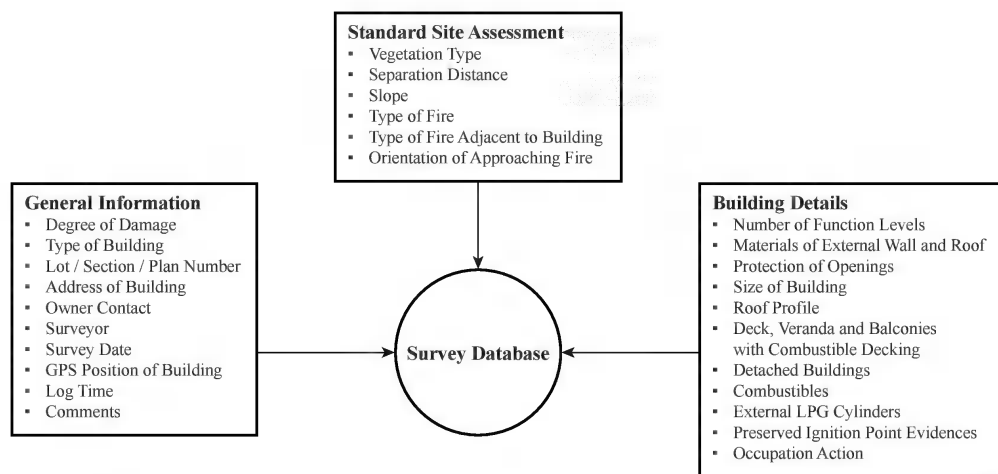 Standard Site Assessment
▪ Vegetation Type
▪ Separation Distance
▪ Slope
▪ Type of Fire
▪ Type of Fire Adjacent to Building
▪ Orientation of Approaching Fire
General Information
▪ Degree of Damage
▪ Type of Building
▪ Lot / Section / Plan Number
▪ Address of Building
▪ Owner Contact
▪ Surveyor
▪ Survey Date
▪ GPS Position of Building
▪ Log Time
▪ Comments
Survey Database
Building Details
▪ Number of Function Levels
▪ Materials of External Wall and Roof
▪ Protection of Openings
▪ Size of Building
▪ Roof Profile
▪ Deck, Veranda and Balconies
with Combustible Decking
▪ Detached Buildings
▪ Combustibles
▪ External LPG Cylinders
▪ Preserved Ignition Point Evidences
▪ Occupation Action